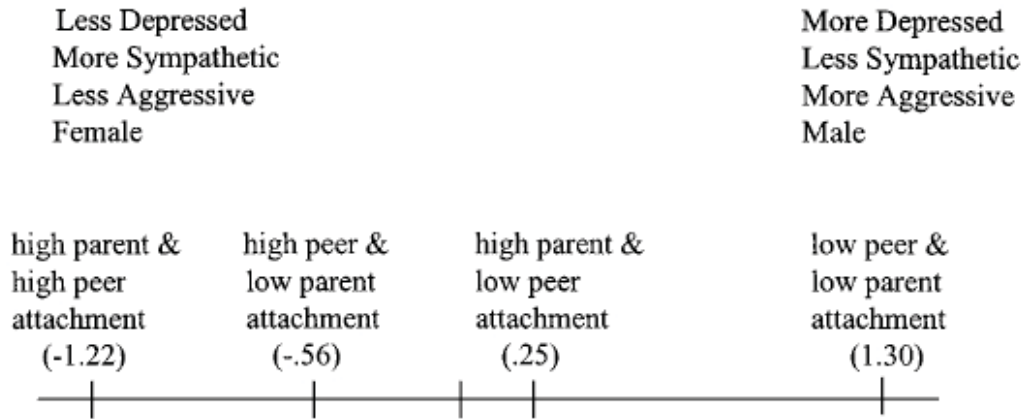 Less Depressed
More Sympathetic
Less Aggressive
Female
More Depressed
Less Sympathetic
More Aggressive
Male
high parent &
high peer
attachment
(-1.22)
high peer &
low parent
attachment
(-.56)
high parent &
low peer
attachment
(.25)
low peer &
low parent
attachment
(1.30)